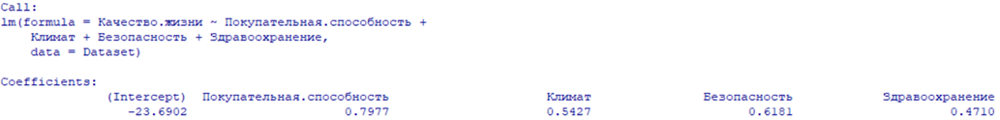 Call:
lm(formula = Качество.жизни ~ Покупательная.способность +
Климат + Безопасность + Здравоохранение,
data = Dataset)
Coefficients:
(Intercept) Покупательная.способность Климат Безопасность Здравоохранение
-23.6902 0.7977 0.5427 0.6181 0.4710